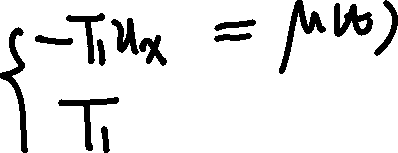 { -T₁uₓ = μ(t)
T₁